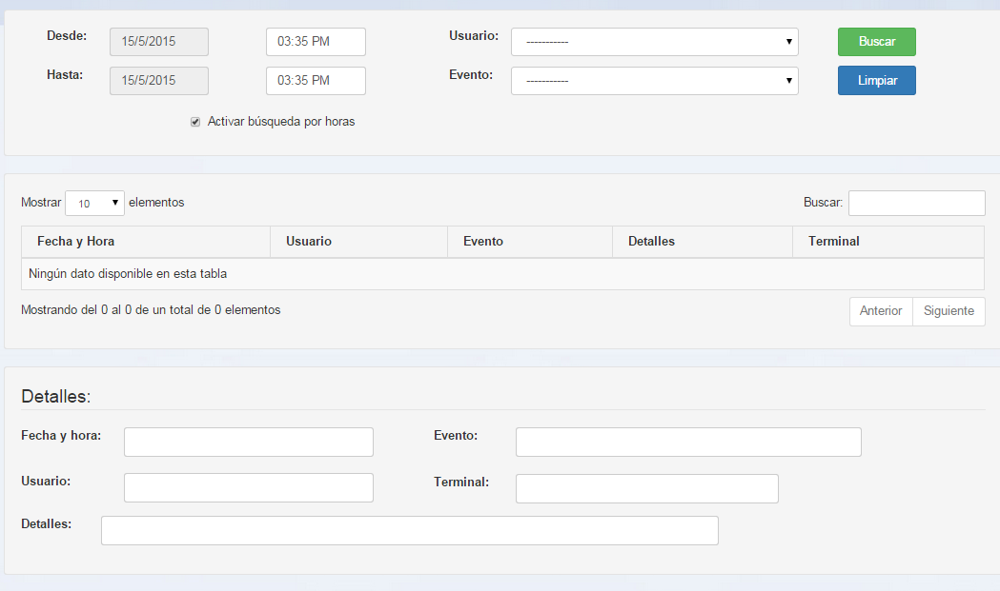 Desde: 15/5/2015 03:35 PM Usuario: ----------- Buscar
Hasta: 15/5/2015 03:35 PM Evento: ----------- Limpiar
Activar búsqueda por horas
Mostrar 10 elementos Buscar:
Fecha y Hora Usuario Evento Detalles Terminal
Ningún dato disponible en esta tabla
Mostrando del 0 al 0 de un total de 0 elementos Anterior Siguiente
Detalles:
Fecha y hora: Evento:
Usuario: Terminal:
Detalles: